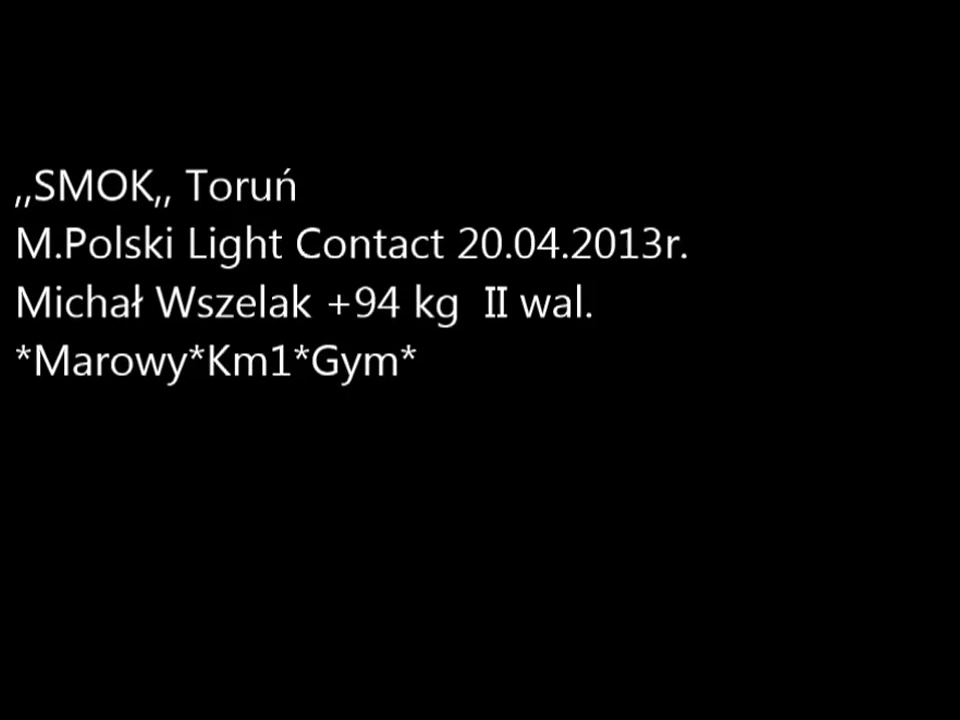 ,,SMOK,, Toruń
M.Polski Light Contact 20.04.2013r.
Michał Wszelak +94 kg  II wal.
*Marowy*Km1*Gym*